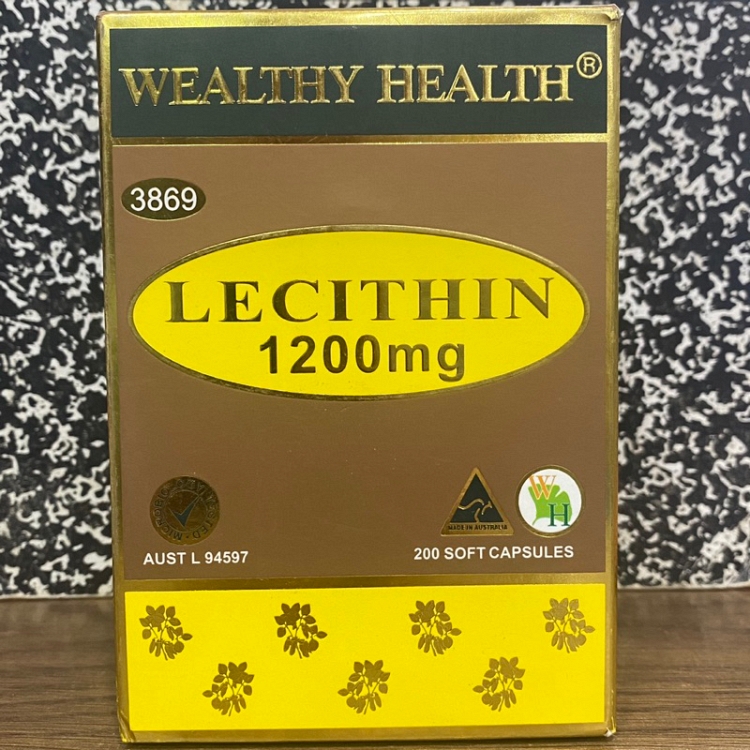 WEALTHY HEALTH®
3869
LECITHIN
1200mg
MADE IN AUSTRALIA
WH
AUST L 94597
200 SOFT CAPSULES